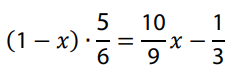 (1 − x) · 5/6 = 10/9 x − 1/3